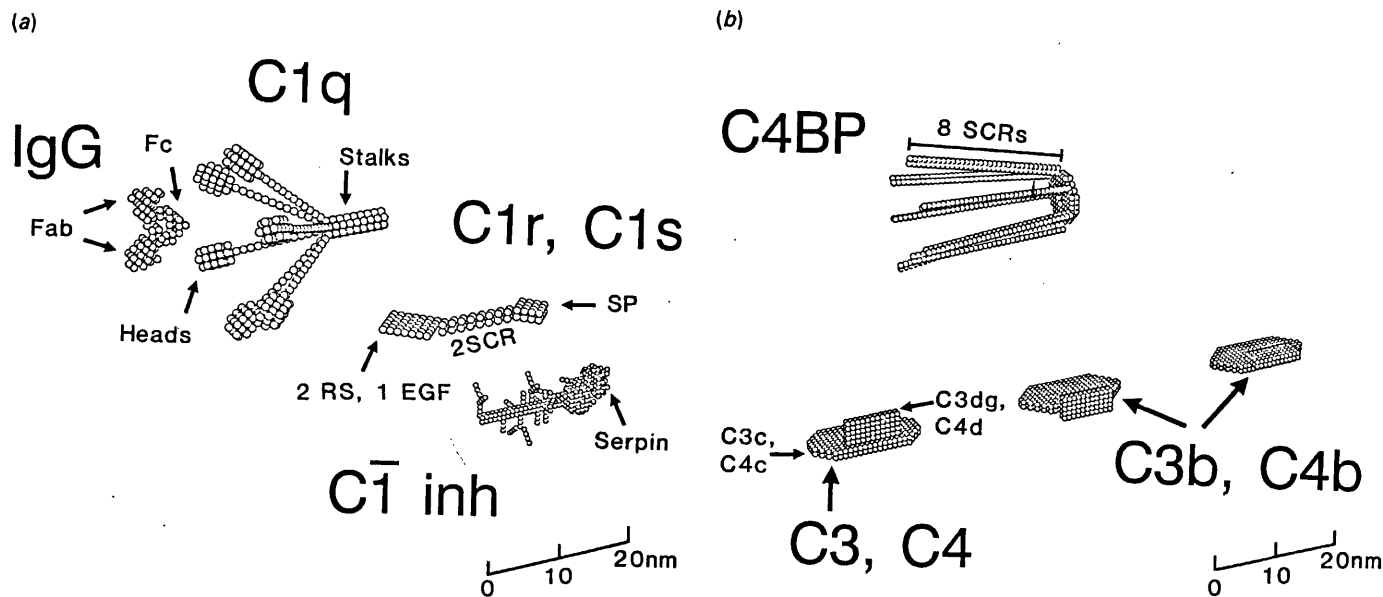 (a)
C1q
IgG
Fc
Stalks
Fab
C1r, C1s
Heads
SP
2SCR
2 RS, 1 EGF
Serpin
C1̅ inh
0 10 20nm
(b)
C4BP
8 SCRs
C3dg,
C4d
C3c,
C4c
C3b, C4b
C3, C4
0 10 20nm